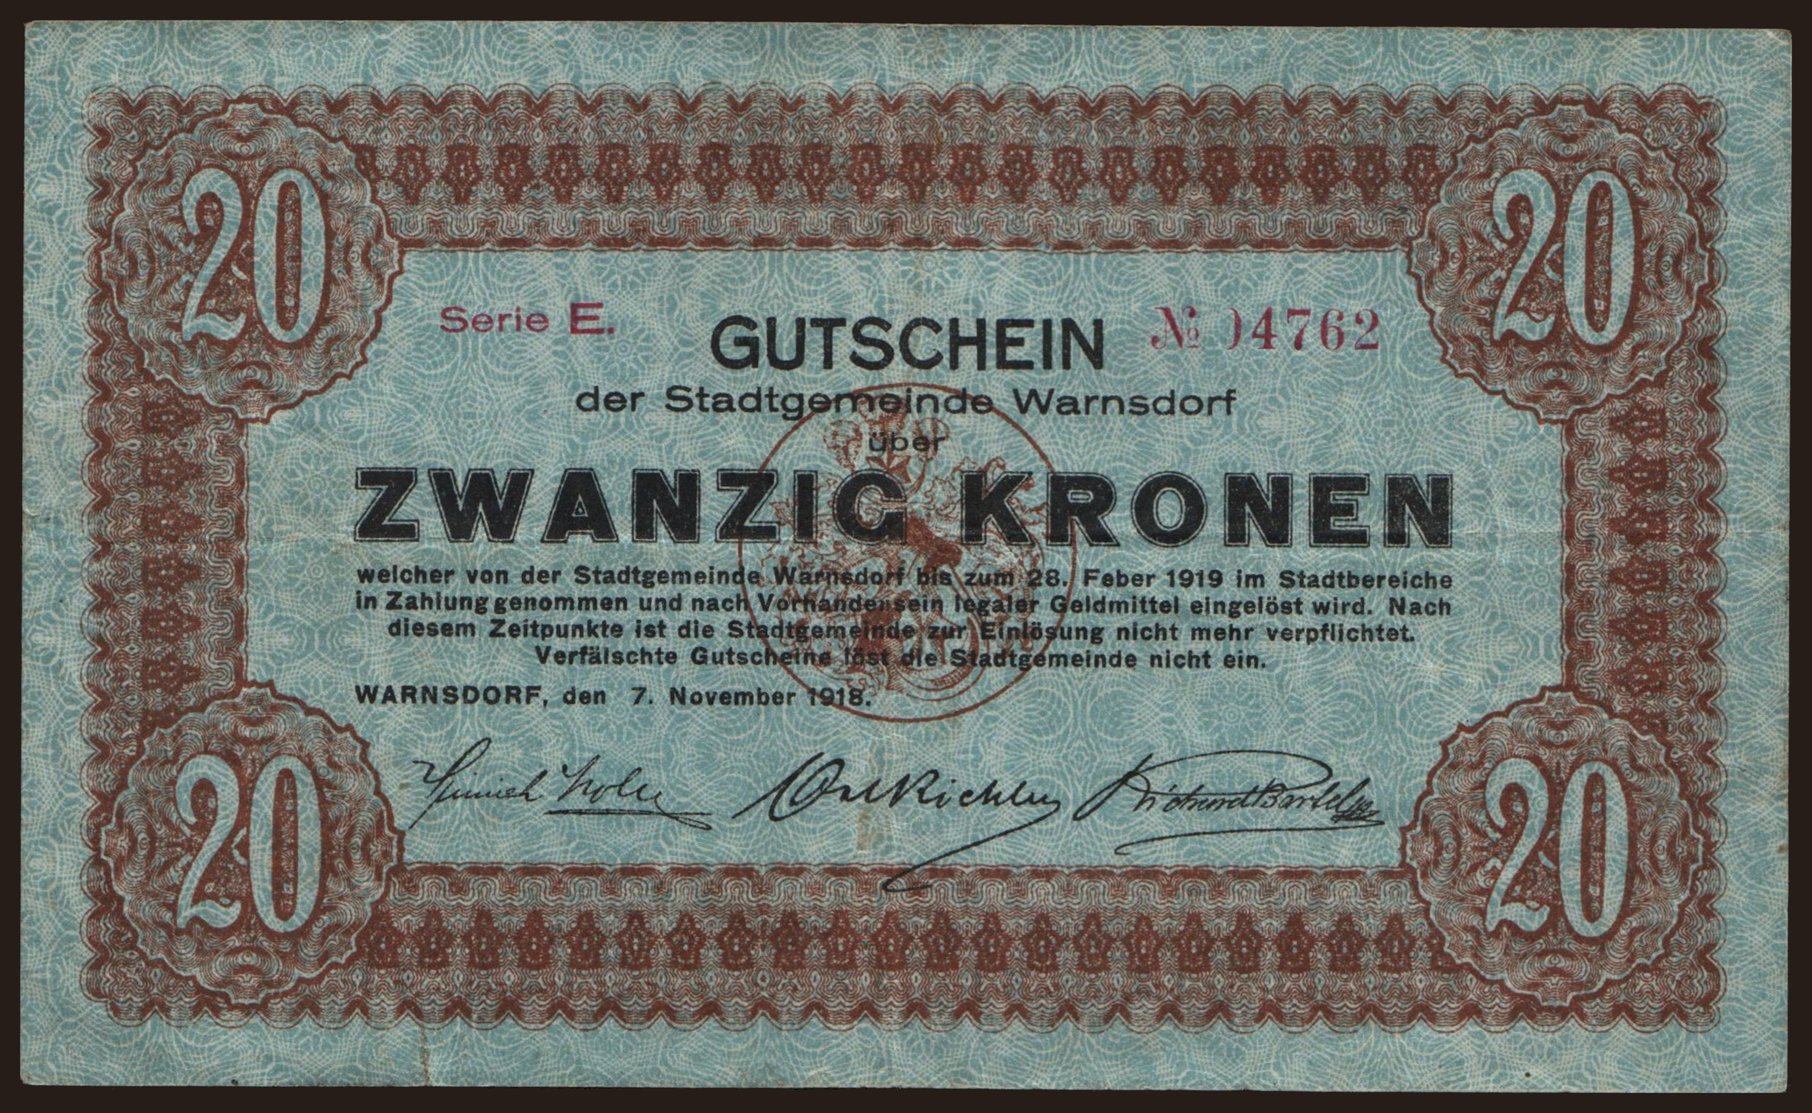 20 20
Serie E. GUTSCHEIN № 04762
der Stadtgemeinde Warnsdorf
über
ZWANZIG KRONEN
welcher von der Stadtgemeinde Warnsdorf bis zum 28. Feber 1919 im Stadtbereiche
in Zahlung genommen und nach Vorhandensein legaler Geldmittel eingelöst wird. Nach
diesem Zeitpunkte ist die Stadtgemeinde zur Einlösung nicht mehr verpflichtet.
Verfälschte Gutscheine löst die Stadtgemeinde nicht ein.
WARNSDORF, den 7. November 1918.
Richard
20 20